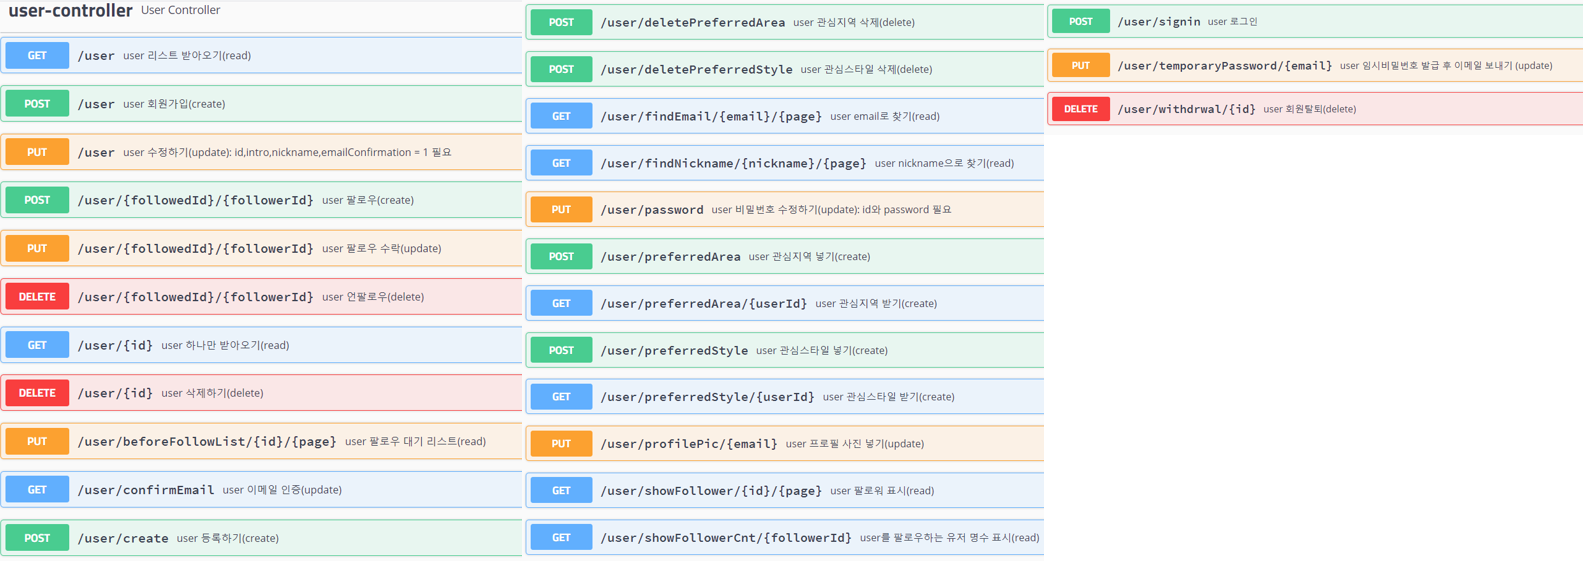 user-controller User Controller
GET /user user 리스트 받아오기(read)
POST /user user 회원가입(create)
PUT /user user 수정하기(update): id,intro,nickname,emailConfirmation = 1 필요
POST /user/{followedId}/{followerId} user 팔로우(create)
PUT /user/{followedId}/{followerId} user 팔로우 수락(update)
DELETE /user/{followedId}/{followerId} user 언팔로우(delete)
GET /user/{id} user 하나만 받아오기(read)
DELETE /user/{id} user 삭제하기(delete)
PUT /user/beforeFollowList/{id}/{page} user 팔로우 대기 리스트(read)
GET /user/confirmEmail user 이메일 인증(update)
POST /user/create user 등록하기(create)
POST /user/deletePreferredArea user 관심지역 삭제(delete)
POST /user/deletePreferredStyle user 관심스타일 삭제(delete)
GET /user/findEmail/{email}/{page} user email로 찾기(read)
GET /user/findNickname/{nickname}/{page} user nickname으로 찾기(read)
PUT /user/password user 비밀번호 수정하기(update): id와 password 필요
POST /user/preferredArea user 관심지역 넣기(create)
GET /user/preferredArea/{userId} user 관심지역 받기(create)
POST /user/preferredStyle user 관심스타일 넣기(create)
GET /user/preferredStyle/{userId} user 관심스타일 받기(create)
PUT /user/profilePic/{email} user 프로필 사진 넣기(update)
GET /user/showFollower/{id}/{page} user 팔로워 표시(read)
GET /user/showFollowerCnt/{followerId} user를 팔로우하는 유저 명수 표시(read)
POST /user/signin user 로그인
PUT /user/temporaryPassword/{email} user 임시비밀번호 발급 후 이메일 보내기 (update)
DELETE /user/withdrwal/{id} user 회원탈퇴(delete)